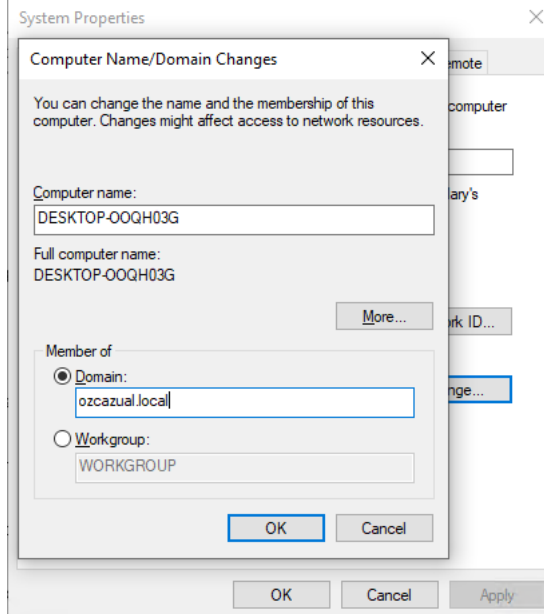 System Properties
Computer Name/Domain Changes
emote
You can change the name and the membership of this
computer. Changes might affect access to network resources.
computer
Computer name:
lary's
DESKTOP-OOQH03G
Full computer name:
DESKTOP-OOQH03G
More...
ork ID...
Member of
Domain:
nge...
ozcazual.local
Workgroup:
WORKGROUP
OK
Cancel
OK
Cancel
Apply